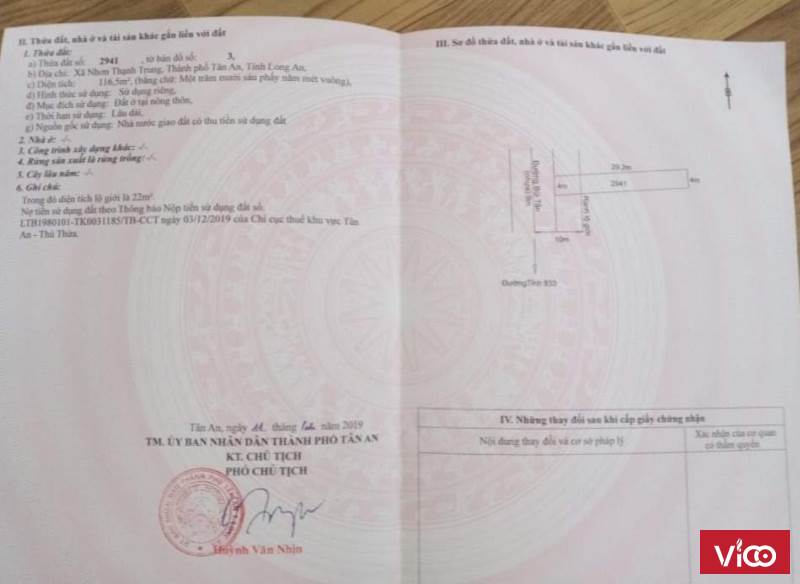 II. Thửa đất, nhà ở và tài sản khác gắn liền với đất
1. Thửa đất:
a) Thửa đất số: 2941 , tờ bản đồ số: 3,
b) Địa chỉ: Xã Nhơn Thạnh Trung, Thành phố Tân An, Tỉnh Long An,
c) Diện tích: 116,5m², (bằng chữ: Một trăm mười sáu phẩy năm mét vuông),
d) Hình thức sử dụng: Sử dụng riêng,
đ) Mục đích sử dụng: Đất ở tại nông thôn,
e) Thời hạn sử dụng: Lâu dài,
g) Nguồn gốc sử dụng: Nhà nước giao đất có thu tiền sử dụng đất.
2. Nhà ở: -/-.
3. Công trình xây dựng khác: -/-.
4. Rừng sản xuất là rừng trồng: -/-.
5. Cây lâu năm: -/-.
6. Ghi chú:
Trong đó diện tích lộ giới là 22m².
Nợ tiền sử dụng đất theo Thông báo Nộp tiền sử dụng đất số:
LTB1980101-TK0031185/TB-CCT ngày 03/12/2019 của Chi cục thuế khu vực Tân
An - Thủ Thừa.
Tân An, ngày 11 tháng năm 2019
TM. ỦY BAN NHÂN DÂN THÀNH PHỐ TÂN AN
KT. CHỦ TỊCH
PHÓ CHỦ TỊCH
Huỳnh Văn Nhịn
III. Sơ đồ thửa đất, nhà ở và tài sản khác gắn liền với đất
29.2m
4m
2941
4m
Đường Đỗ Tấn
(nhựa) 9m
Ranh lộ giới
10m
ĐườngTỉnh 833
IV. Những thay đổi sau khi cấp giấy chứng nhận
Nội dung thay đổi và cơ sở pháp lý
Xác nhận của cơ quan
có thẩm quyền
Vico